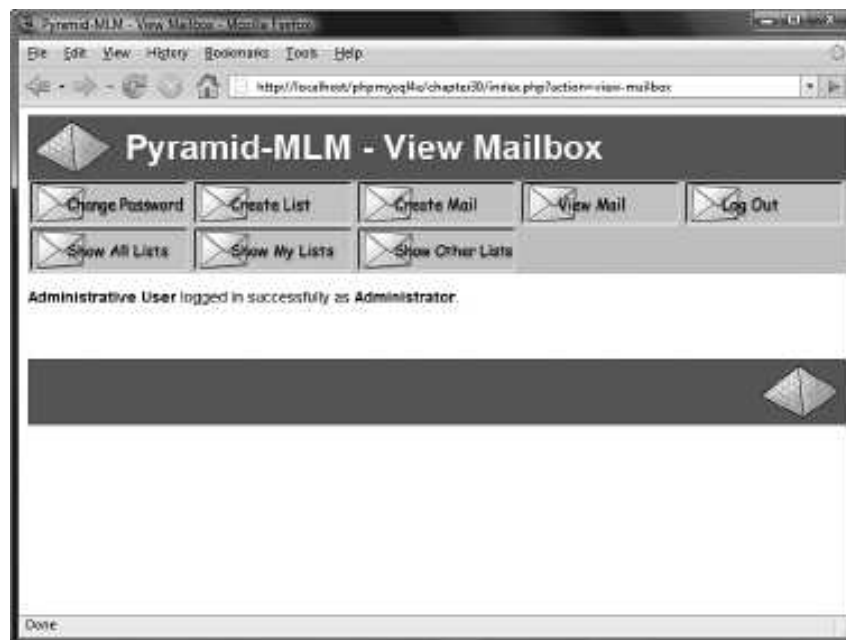 Pyramid-MLM - View Mailbox - Mozilla Firefox
File Edit View History Bookmarks Tools Help
http://localhost/phpmysql4e/chapter30/index.php?action=view-mailbox
Pyramid-MLM - View Mailbox
Change Password Create List Create Mail View Mail Log Out
Show All Lists Show My Lists Show Other Lists
Administrative User logged in successfully as Administrator.
Done